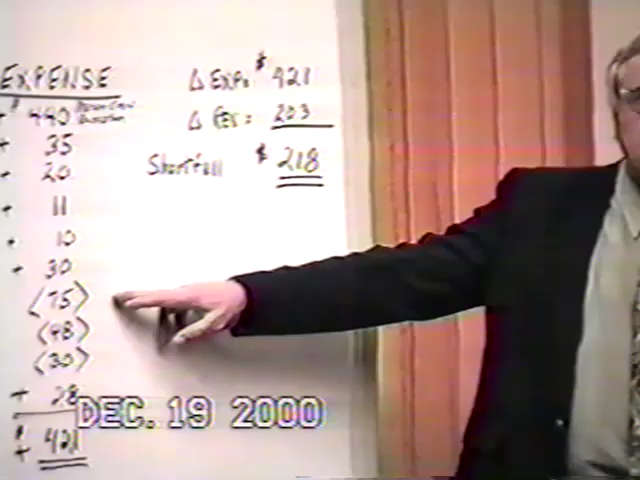 EXPENSE
+ $ 440
+ 35
+ 20
+ 11
+ 10
+ 30
<75>
<48>
<30>
+ 28
$ + 421
Δ EXP: $ 421
Δ : 203
Shortfall $ 218
DEC. 19 2000